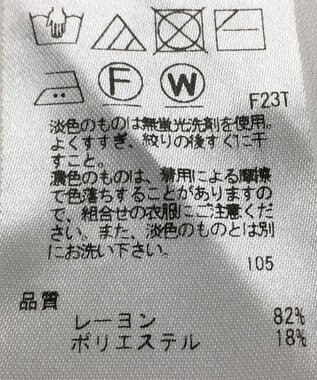 F
W
F23T
淡色のものは無蛍光洗剤を使用。
よくすすぎ、絞りの後すぐに干
すこと。
濃色のものは、着用による摩擦
で色落ちすることがありますの
で、組合せの衣服にご注意くだ
さい。また、淡色のものとは別
にお洗い下さい。
105
品質
レーヨン 82%
ポリエステル 18%